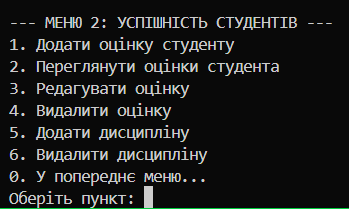 --- МЕНЮ 2: УСПІШНІСТЬ СТУДЕНТІВ ---
1. Додати оцінку студенту
2. Переглянути оцінки студента
3. Редагувати оцінку
4. Видалити оцінку
5. Додати дисципліну
6. Видалити дисципліну
0. У попереднє меню...
Оберіть пункт: